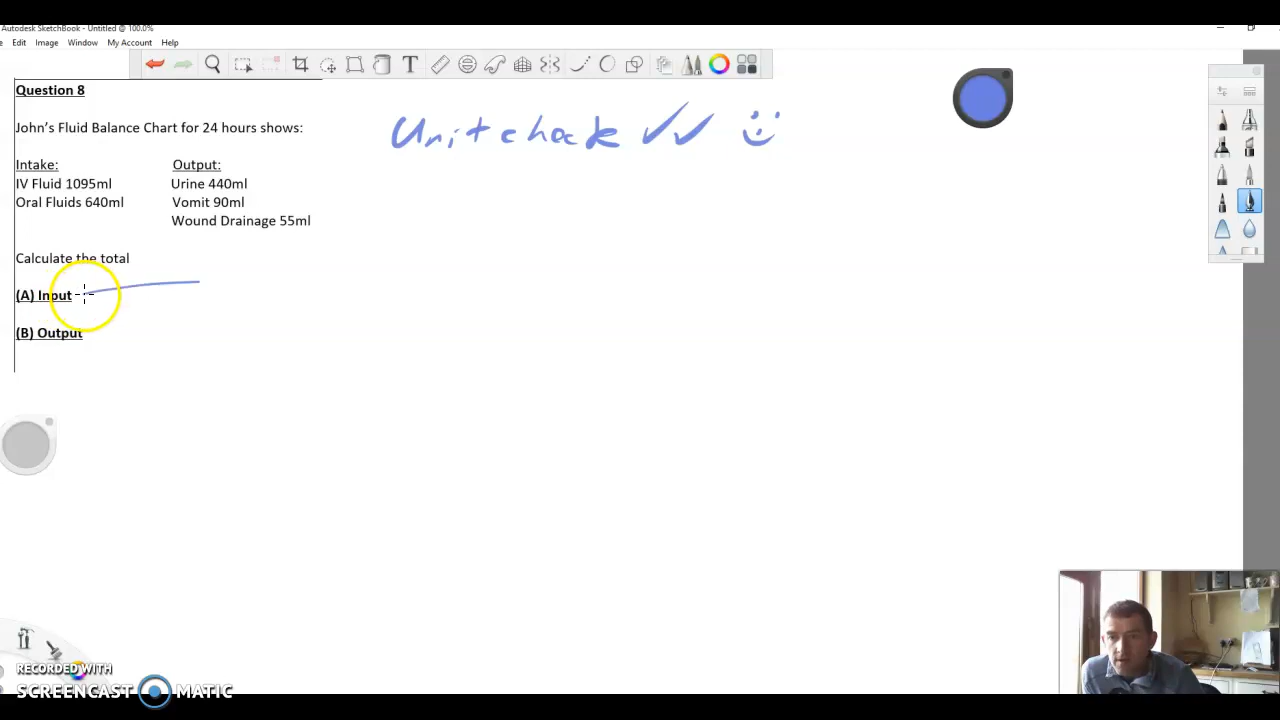 Autodesk SketchBook - Untitled @ 100.0%
Edit Image Window My Account Help
T
Question 8
Unit check ✓✓
John's Fluid Balance Chart for 24 hours shows:
Intake: Output:
IV Fluid 1095ml Urine 440ml
Oral Fluids 640ml Vomit 90ml
Wound Drainage 55ml
Calculate the total
(A) Input
(B) Output
RECORDED WITH
SCREENCAST MATIC